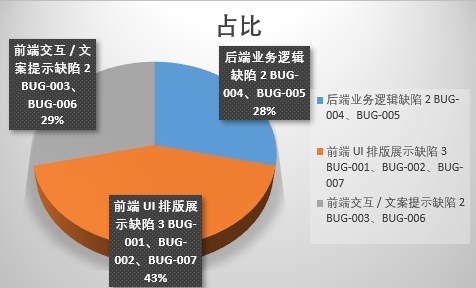 占比
前端交互 / 文
案提示缺陷 2
BUG-003、
BUG-006
29%
后端业务逻辑
缺陷 2 BUG-
004、BUG-005
28%
前端 UI 排版展
示缺陷 3 BUG-
001、BUG-
002、BUG-007
43%
后端业务逻辑缺陷 2 BUG-
004、BUG-005
前端 UI 排版展示缺陷 3
BUG-001、BUG-002、BUG-
007
前端交互 / 文案提示缺陷 2
BUG-003、BUG-006